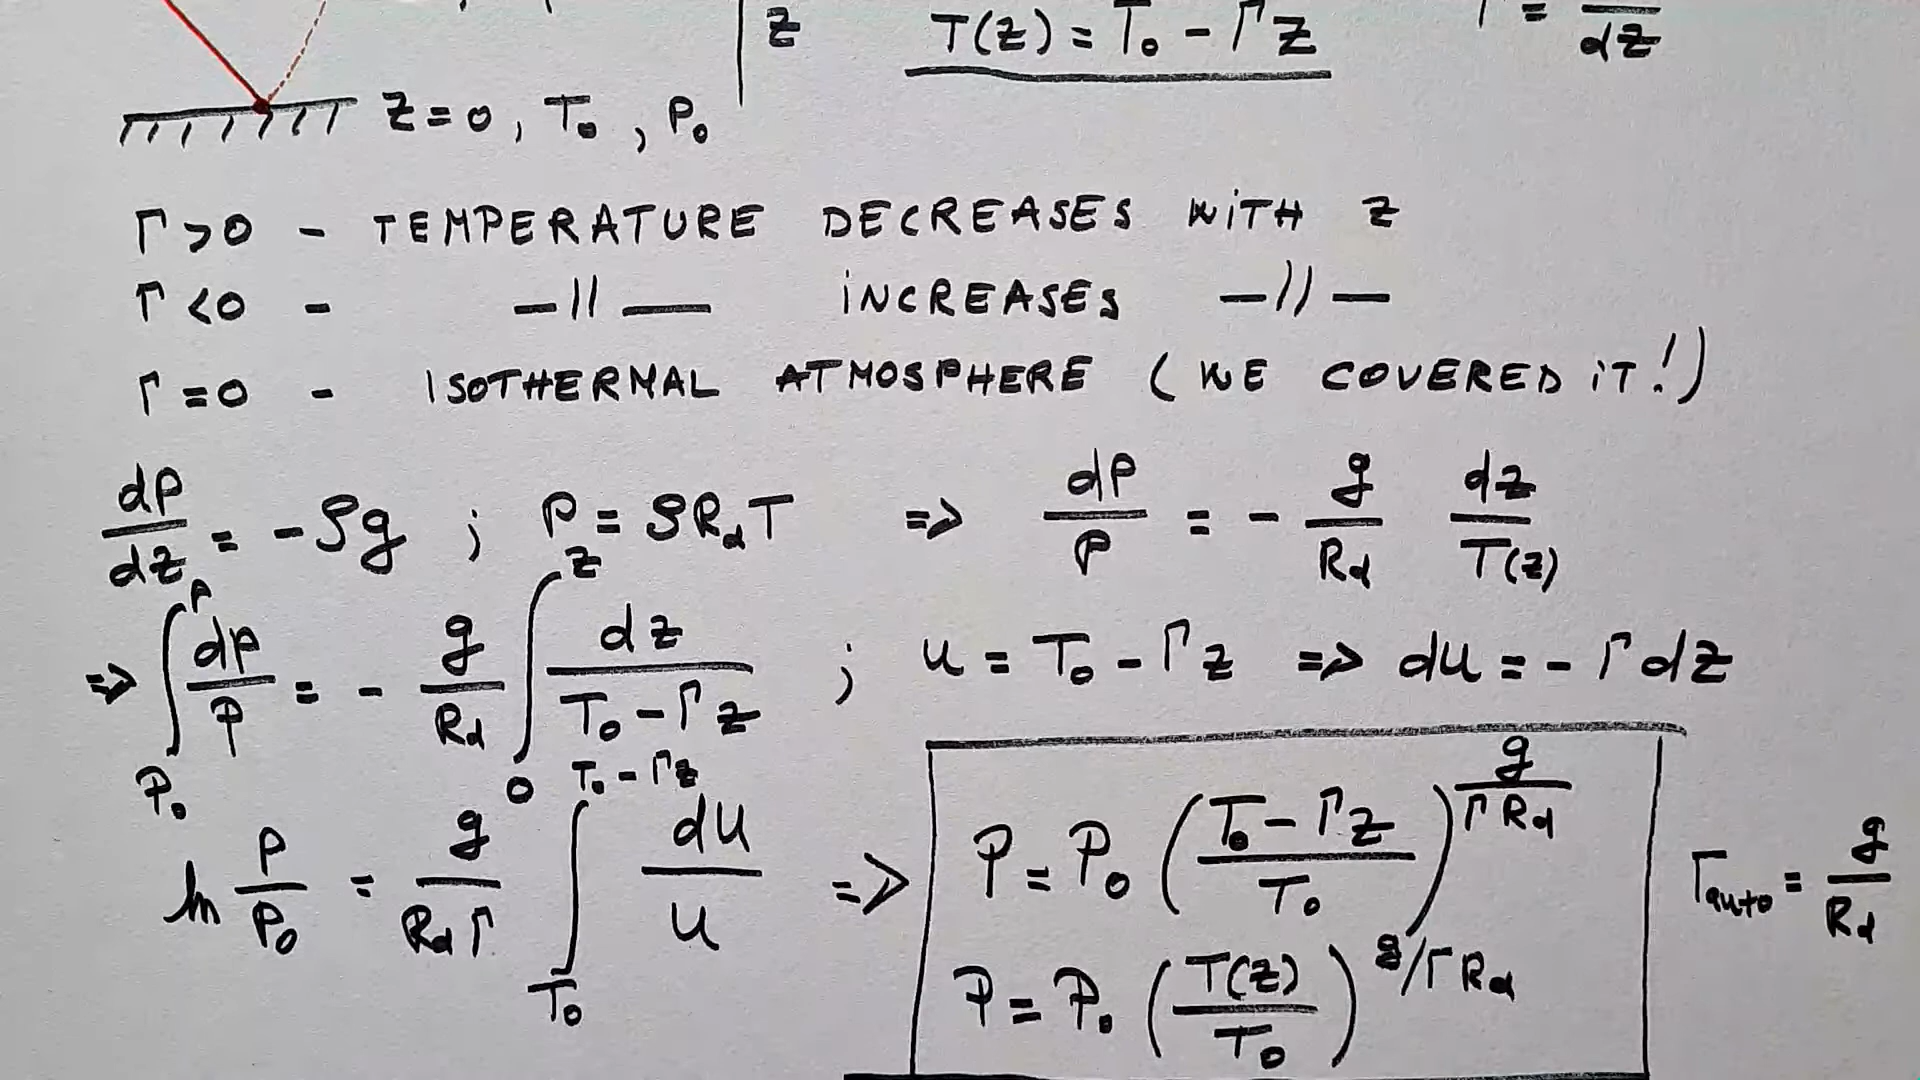 z T(z) = T₀ - Γz Γ = / dz
z=0, T₀, P₀
Γ>0 - TEMPERATURE DECREASES WITH z
Γ<0 - —//— INCREASES —//—
Γ=0 - ISOTHERMAL ATMOSPHERE (WE COVERED IT!)
dP/dz = -ρg ; P = ρR_dT => dP/P = - g/R_d dz/T(z)
=> ∫_{P₀}^{P} dP/P = - g/R_d ∫_0^z dz/(T₀-Γz) ; u = T₀ - Γz => du = -Γdz
ln P/P₀ = g/(R_dΓ) ∫_{T₀}^{T₀-Γz} du/u => P = P₀ ((T₀-Γz)/T₀)^{g/(ΓR_d)} Γ_auto = g/R_d
P = P₀ (T(z)/T₀)^{g/ΓR_d}